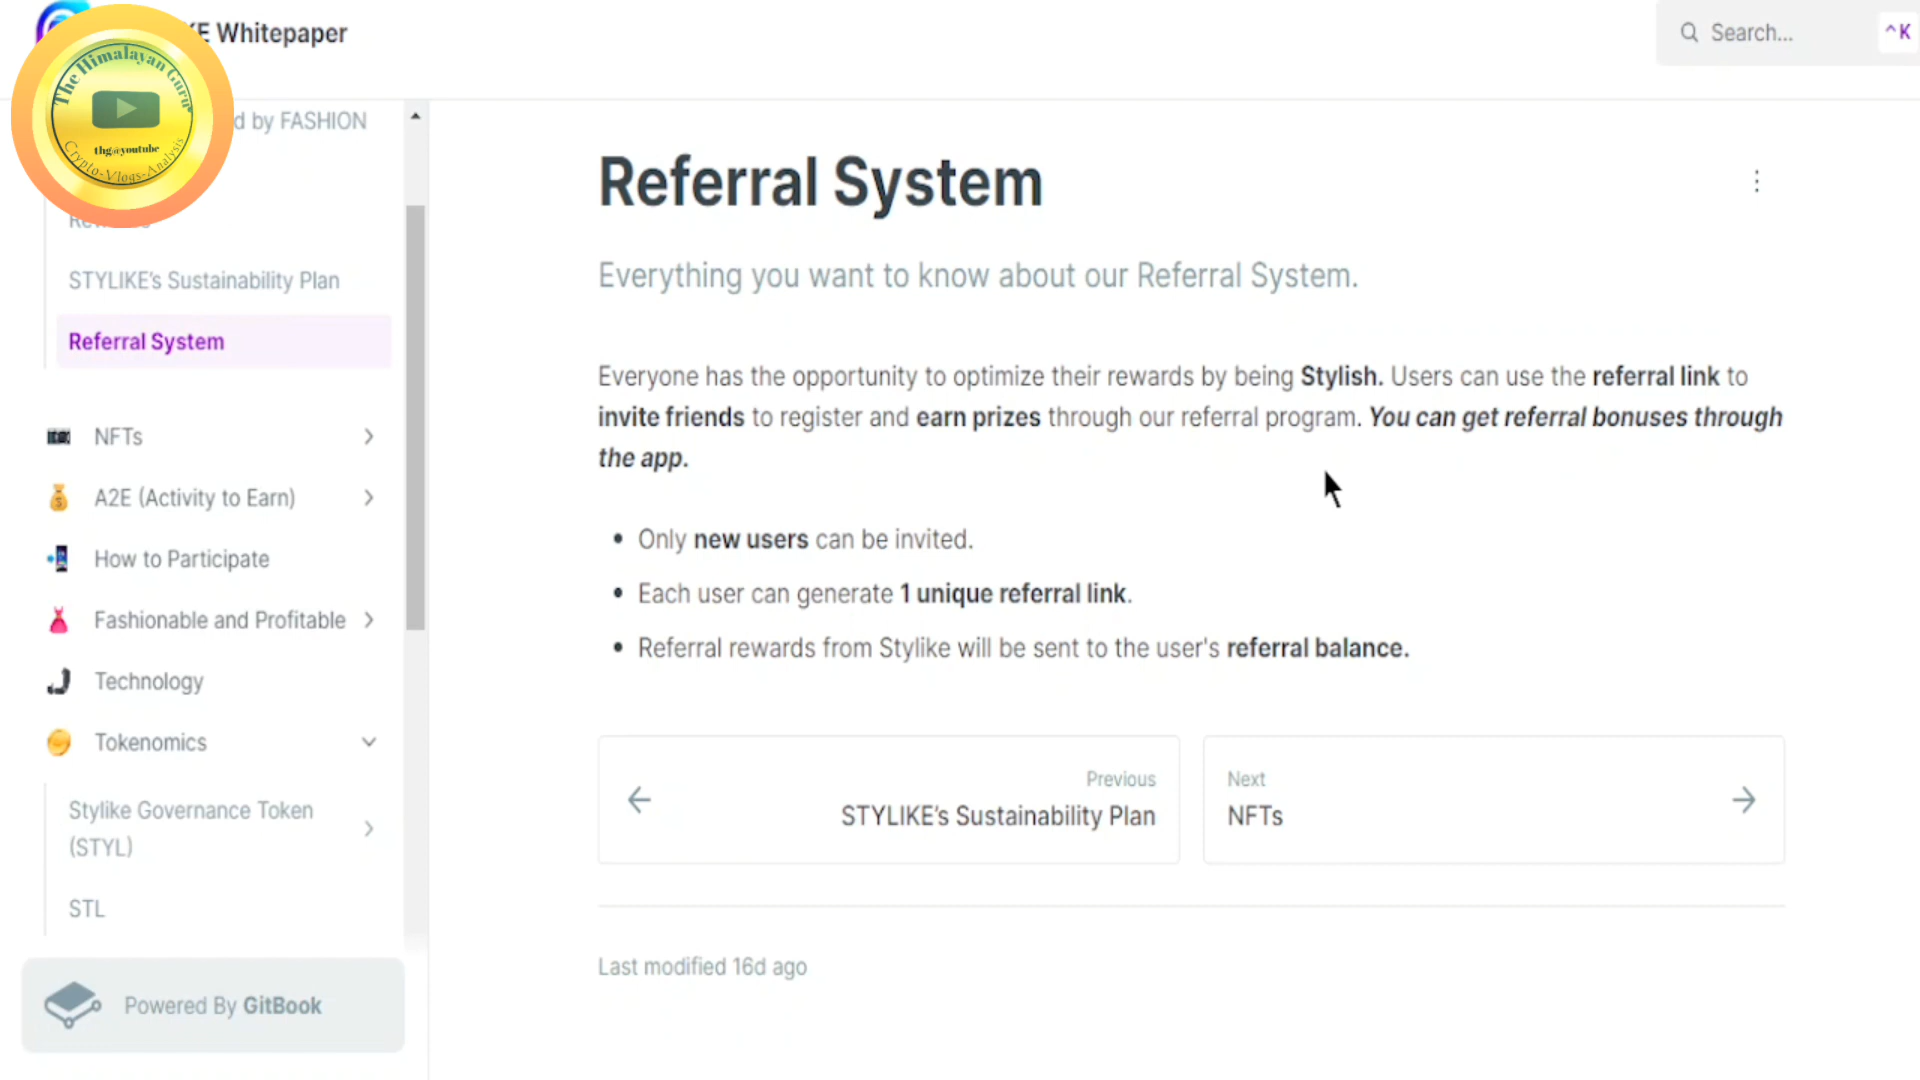 KE Whitepaper
Search...
^K
The Himalayan Guru
thg@youtube
Crypto-Vlogs-Analysis
d by FASHION
STYLIKE's Sustainability Plan
Referral System
NFTs
A2E (Activity to Earn)
How to Participate
Fashionable and Profitable
Technology
Tokenomics
Stylike Governance Token
(STYL)
STL
Powered By GitBook
Referral System
Everything you want to know about our Referral System.
Everyone has the opportunity to optimize their rewards by being Stylish. Users can use the referral link to
invite friends to register and earn prizes through our referral program. You can get referral bonuses through
the app.
• Only new users can be invited.
• Each user can generate 1 unique referral link.
• Referral rewards from Stylike will be sent to the user's referral balance.
Previous
STYLIKE's Sustainability Plan
Next
NFTs
Last modified 16d ago